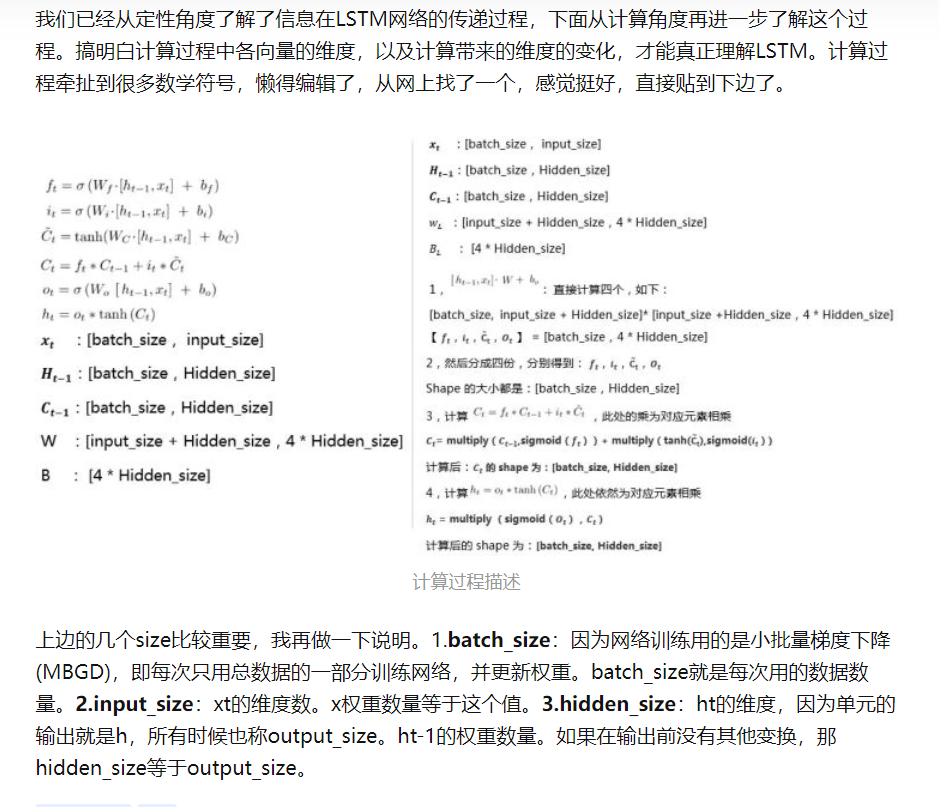 我们已经从定性角度了解了信息在LSTM网络的传递过程，下面从计算角度再进一步了解这个过
程。搞明白计算过程中各向量的维度，以及计算带来的维度的变化，才能真正理解LSTM。计算过
程牵扯到很多数学符号，懒得编辑了，从网上找了一个，感觉挺好，直接贴到下边了。
f_t = σ (W_f·[h_{t-1}, x_t] + b_f)
i_t = σ (W_i·[h_{t-1}, x_t] + b_i)
C̃_t = tanh(W_C·[h_{t-1}, x_t] + b_C)
C_t = f_t * C_{t-1} + i_t * C̃_t
o_t = σ (W_o [h_{t-1}, x_t] + b_o)
h_t = o_t * tanh (C_t)
x_t : [batch_size , input_size]
H_{t-1} : [batch_size , Hidden_size]
C_{t-1} : [batch_size , Hidden_size]
W : [input_size + Hidden_size , 4 * Hidden_size]
B : [4 * Hidden_size]
x_t : [batch_size , input_size]
H_{t-1} : [batch_size , Hidden_size]
C_{t-1} : [batch_size , Hidden_size]
w_L : [input_size + Hidden_size , 4 * Hidden_size]
B_L : [4 * Hidden_size]
1， [h_{t-1}, x_t]· W + b_o ：直接计算四个，如下：
[batch_size, input_size + Hidden_size]* [input_size +Hidden_size , 4 * Hidden_size]
【 f_t , i_t , c̃_t , o_t 】 = [batch_size , 4 * Hidden_size]
2，然后分成四份，分别得到： f_t , i_t , c̃_t , o_t
Shape 的大小都是：[batch_size , Hidden_size]
3，计算 C_t = f_t * C_{t-1} + i_t * C̃_t ，此处的乘为对应元素相乘
C_t= multiply ( C_{t-1},sigmoid ( f_t ) ) + multiply ( tanh(c̃_t),sigmoid(i_t ) )
计算后：C_t 的 shape 为：[batch_size, Hidden_size]
4，计算 h_t = o_t * tanh (C_t) ，此处依然为对应元素相乘
h_t = multiply ( sigmoid ( o_t ) , C_t )
计算后的 shape 为：[batch_size, Hidden_size]
计算过程描述
上边的几个size比较重要，我再做一下说明。1.batch_size：因为网络训练用的是小批量梯度下降
(MBGD)，即每次只用总数据的一部分训练网络，并更新权重。batch_size就是每次用的数据数
量。2.input_size：xt的维度数。x权重数量等于这个值。3.hidden_size：ht的维度，因为单元的
输出就是h，所有时候也称output_size。ht-1的权重数量。如果在输出前没有其他变换，那
hidden_size等于output_size。